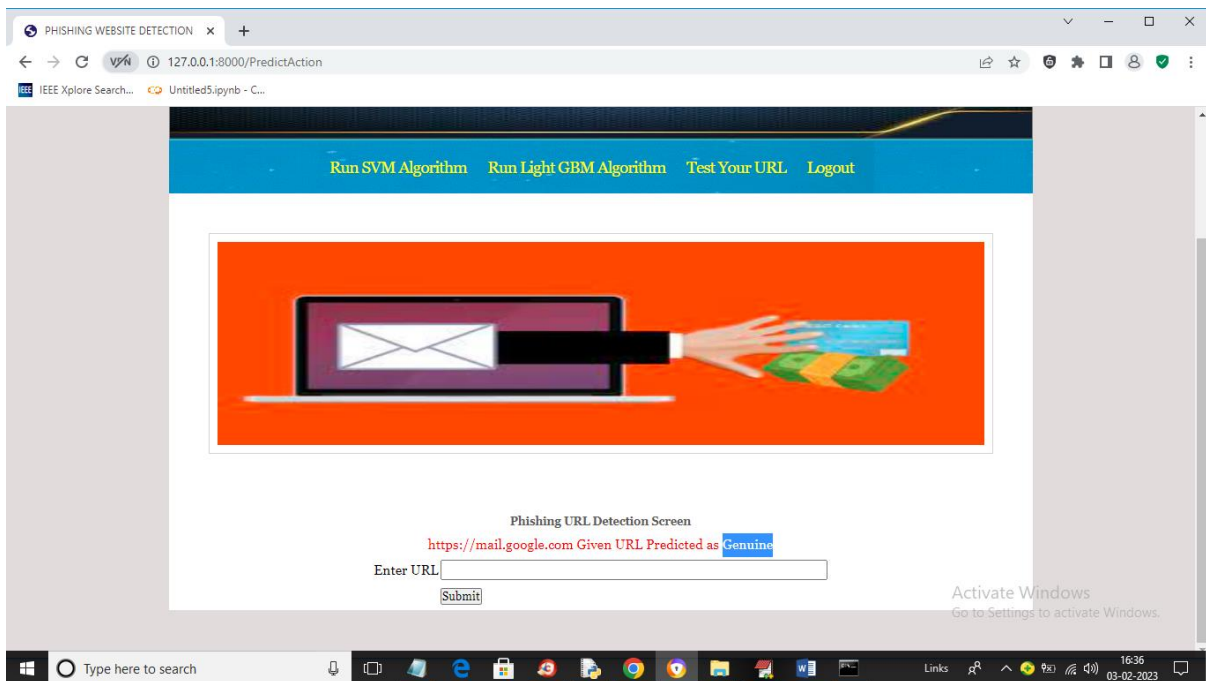 PHISHING WEBSITE DETECTION
127.0.0.1:8000/PredictAction
IEEE IEEE Xplore Search... Untitled5.ipynb - C...
Run SVM Algorithm Run Light GBM Algorithm Test Your URL Logout
Phishing URL Detection Screen
https://mail.google.com Given URL Predicted as Genuine
Enter URL
Submit
Activate Windows
Go to Settings to activate Windows.
Type here to search Links 16:36
03-02-2023